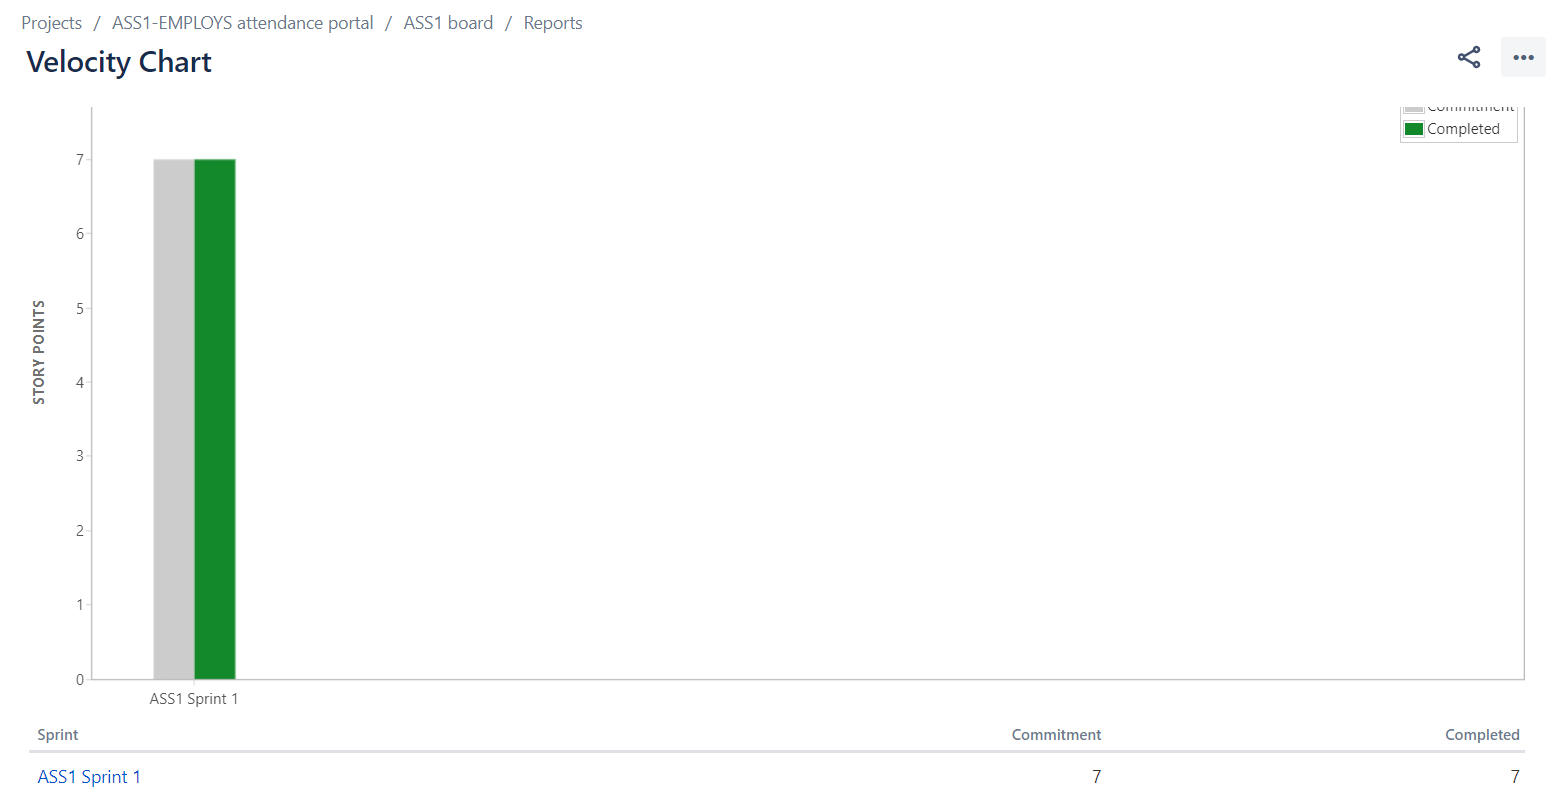 Projects / ASS1-EMPLOYS attendance portal / ASS1 board / Reports
Velocity Chart
Commitment
Completed
7
6
5
4
3
2
1
0
STORY POINTS
ASS1 Sprint 1
Sprint Commitment Completed
ASS1 Sprint 1 7 7